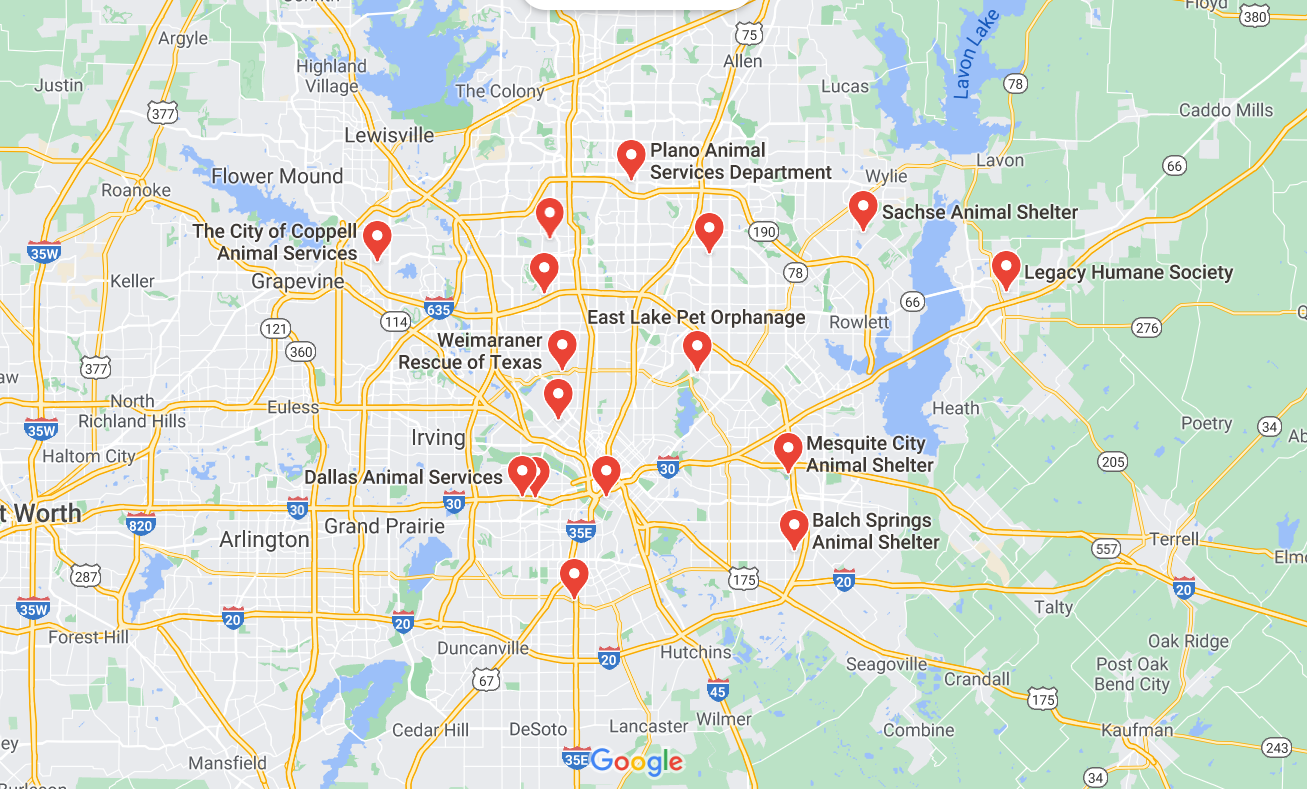 Argyle
Floyd
380
75
Allen
Lavon Lake
Highland
Village
Justin
The Colony
Lucas
78
377
Caddo Mills
Lewisville
Plano Animal
Services Department
Lavon
66
Flower Mound
Wylie
Roanoke
Sachse Animal Shelter
The City of Coppell
Animal Services
190
35W
Legacy Humane Society
Keller
Grapevine
78
635
66
121
114
East Lake Pet Orphanage
Rowlett
276
Weimaraner
Rescue of Texas
360
377
North
Richland Hills
Euless
Heath
Poetry
34
35W
Irving
Mesquite City
Animal Shelter
Haltom City
30
205
Dallas Animal Services
30
30
t Worth
820
Grand Prairie
Balch Springs
Animal Shelter
35E
Arlington
Terrell
557
287
175
20
20
35W
20
20
Talty
Forest Hill
Duncanville
Hutchins
Oak Ridge
20
Seagoville
Post Oak
Bend City
67
Crandall
45
175
Cedar Hill
DeSoto
Lancaster
Wilmer
Combine
Kaufman
243
Mansfield
35E
Google
34